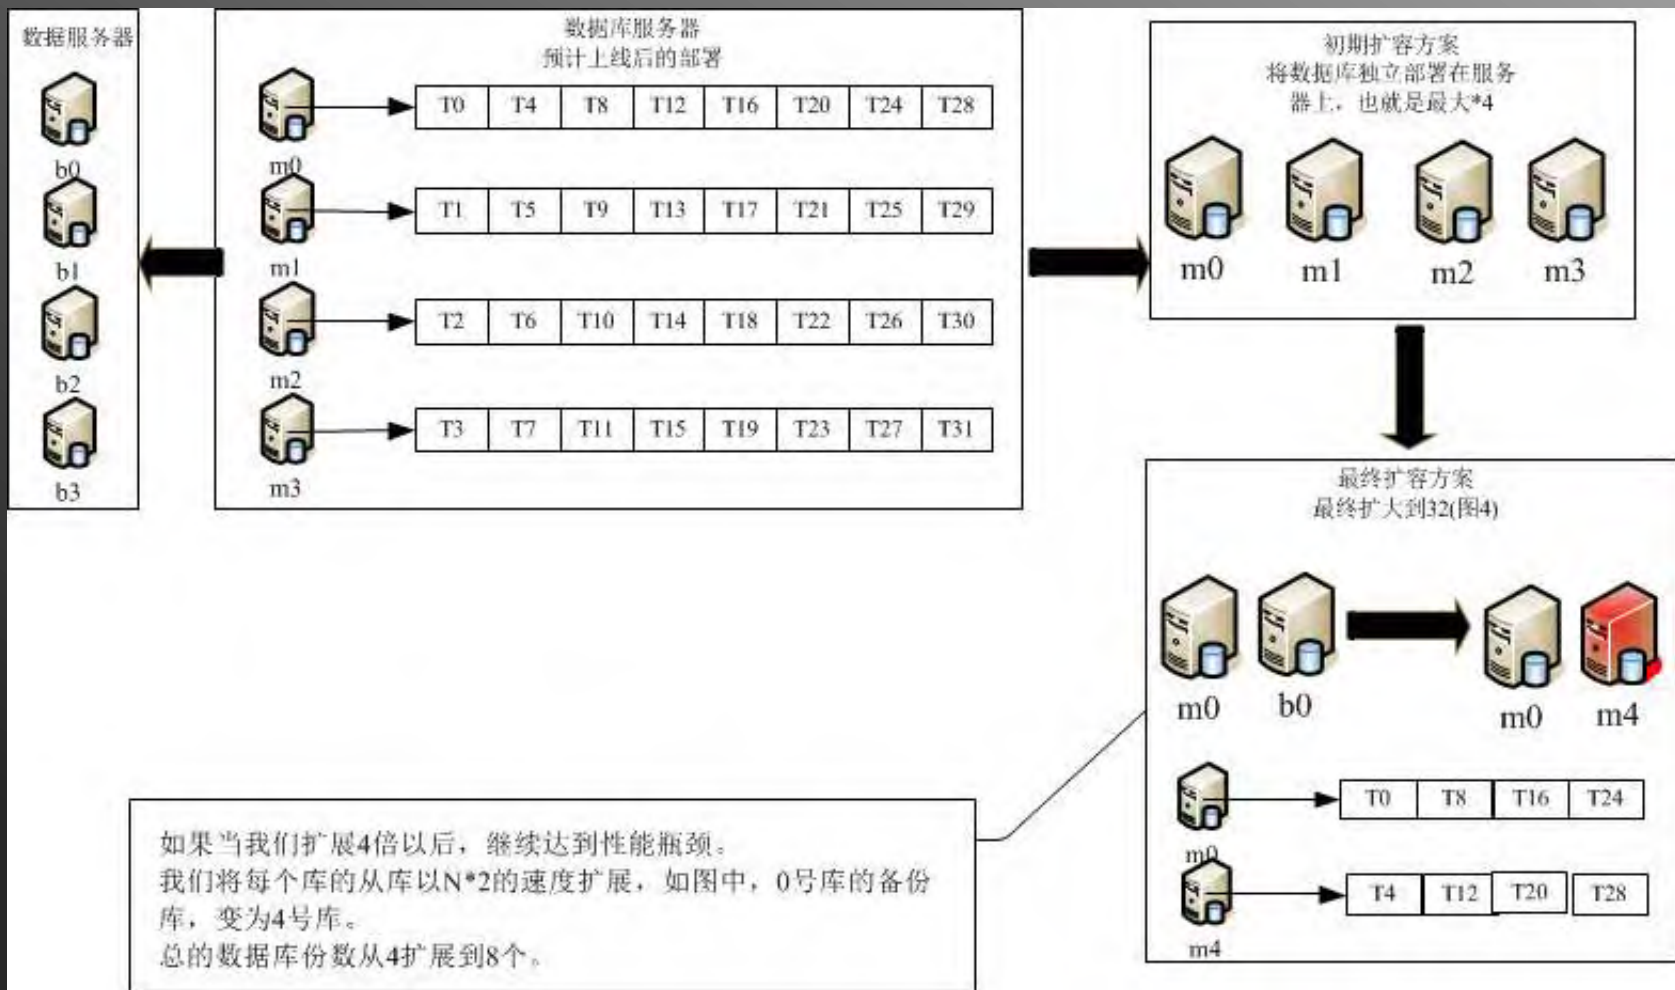 数据服务器
b0
b1
b2
b3
数据库服务器
预计上线后的部署
m0
T0 T4 T8 T12 T16 T20 T24 T28
m1
T1 T5 T9 T13 T17 T21 T25 T29
m2
T2 T6 T10 T14 T18 T22 T26 T30
m3
T3 T7 T11 T15 T19 T23 T27 T31
初期扩容方案
将数据库独立部署在服务
器上，也就是最大*4
m0 m1 m2 m3
最终扩容方案
最终扩大到32(图4)
m0 b0 m0 m4
T0 T8 T16 T24
m0
T4 T12 T20 T28
m4
如果当我们扩展4倍以后，继续达到性能瓶颈。
我们将每个库的从库以N*2的速度扩展，如图中，0号库的备份
库，变为4号库。
总的数据库份数从4扩展到8个。